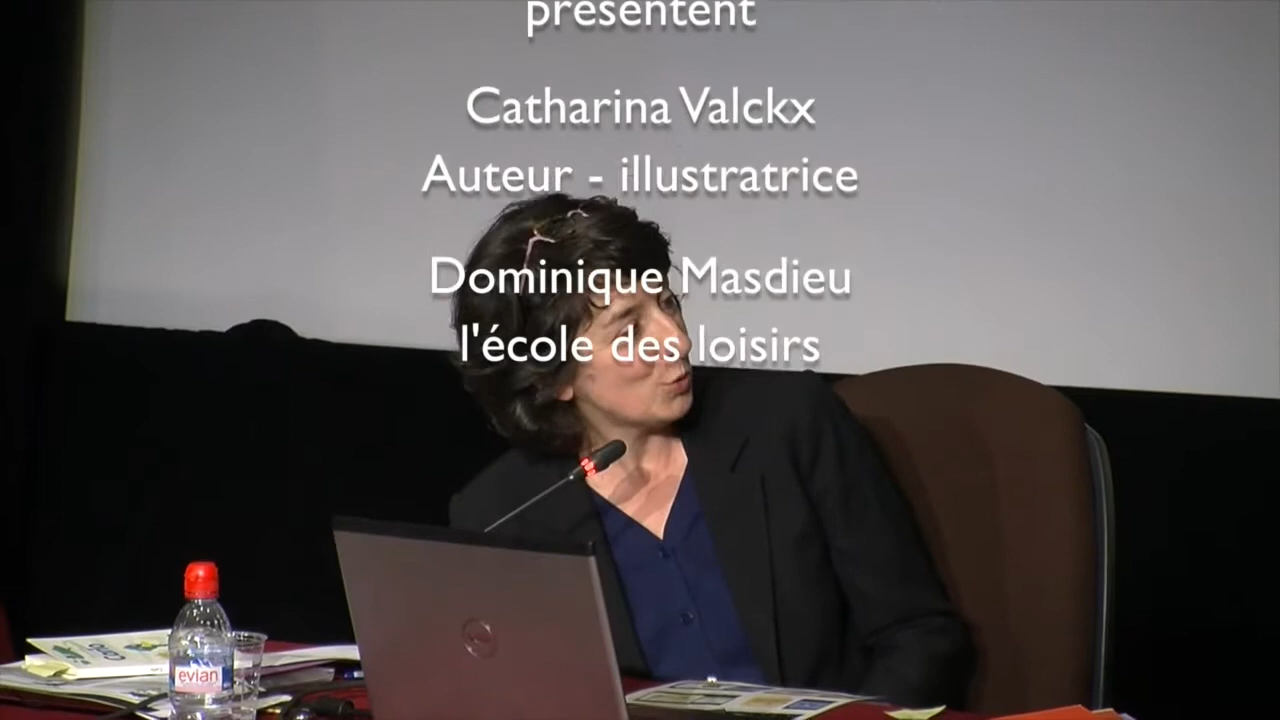 présentent
Catharina Valckx
Auteur - illustratrice
Dominique Masdieu
l'école des loisirs
evian